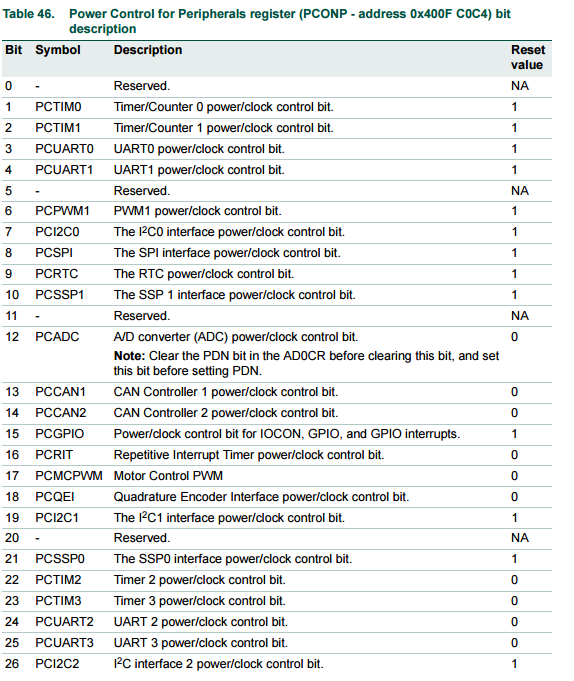 Table 46. Power Control for Peripherals register (PCONP - address 0x400F C0C4) bit
description
Bit Symbol Description Reset
value
0 - Reserved. NA
1 PCTIM0 Timer/Counter 0 power/clock control bit. 1
2 PCTIM1 Timer/Counter 1 power/clock control bit. 1
3 PCUART0 UART0 power/clock control bit. 1
4 PCUART1 UART1 power/clock control bit. 1
5 - Reserved. NA
6 PCPWM1 PWM1 power/clock control bit. 1
7 PCI2C0 The I²C0 interface power/clock control bit. 1
8 PCSPI The SPI interface power/clock control bit. 1
9 PCRTC The RTC power/clock control bit. 1
10 PCSSP1 The SSP 1 interface power/clock control bit. 1
11 - Reserved. NA
12 PCADC A/D converter (ADC) power/clock control bit. 0
Note: Clear the PDN bit in the AD0CR before clearing this bit, and set
this bit before setting PDN.
13 PCCAN1 CAN Controller 1 power/clock control bit. 0
14 PCCAN2 CAN Controller 2 power/clock control bit. 0
15 PCGPIO Power/clock control bit for IOCON, GPIO, and GPIO interrupts. 1
16 PCRIT Repetitive Interrupt Timer power/clock control bit. 0
17 PCMCPWM Motor Control PWM 0
18 PCQEI Quadrature Encoder Interface power/clock control bit. 0
19 PCI2C1 The I²C1 interface power/clock control bit. 1
20 - Reserved. NA
21 PCSSP0 The SSP0 interface power/clock control bit. 1
22 PCTIM2 Timer 2 power/clock control bit. 0
23 PCTIM3 Timer 3 power/clock control bit. 0
24 PCUART2 UART 2 power/clock control bit. 0
25 PCUART3 UART 3 power/clock control bit. 0
26 PCI2C2 I²C interface 2 power/clock control bit. 1